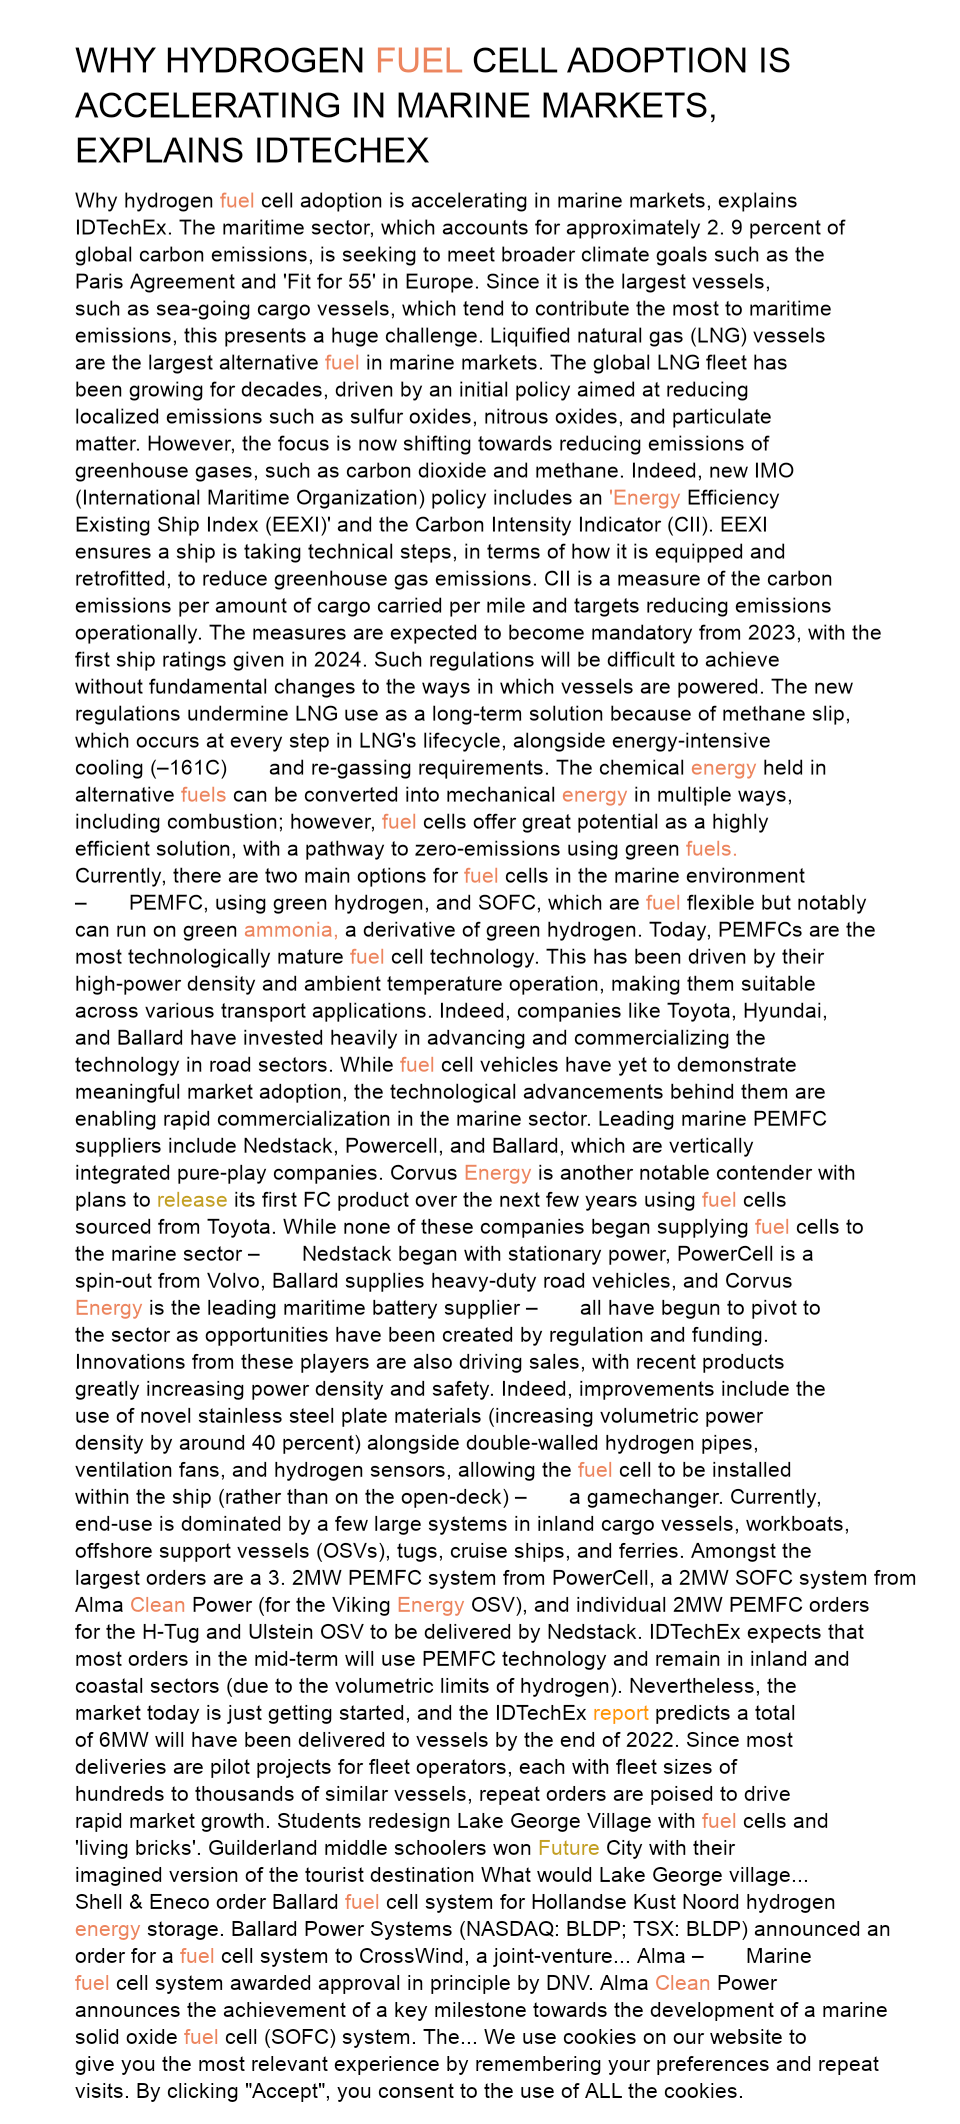 WHY HYDROGEN FUEL CELL ADOPTION IS
ACCELERATING IN MARINE MARKETS,
EXPLAINS IDTECHEX
Why hydrogen fuel cell adoption is accelerating in marine markets, explains
IDTechEx. The maritime sector, which accounts for approximately 2. 9 percent of
global carbon emissions, is seeking to meet broader climate goals such as the
Paris Agreement and 'Fit for 55' in Europe. Since it is the largest vessels,
such as sea-going cargo vessels, which tend to contribute the most to maritime
emissions, this presents a huge challenge. Liquified natural gas (LNG) vessels
are the largest alternative fuel in marine markets. The global LNG fleet has
been growing for decades, driven by an initial policy aimed at reducing
localized emissions such as sulfur oxides, nitrous oxides, and particulate
matter. However, the focus is now shifting towards reducing emissions of
greenhouse gases, such as carbon dioxide and methane. Indeed, new IMO
(International Maritime Organization) policy includes an 'Energy Efficiency
Existing Ship Index (EEXI)' and the Carbon Intensity Indicator (CII). EEXI
ensures a ship is taking technical steps, in terms of how it is equipped and
retrofitted, to reduce greenhouse gas emissions. CII is a measure of the carbon
emissions per amount of cargo carried per mile and targets reducing emissions
operationally. The measures are expected to become mandatory from 2023, with the
first ship ratings given in 2024. Such regulations will be difficult to achieve
without fundamental changes to the ways in which vessels are powered. The new
regulations undermine LNG use as a long-term solution because of methane slip,
which occurs at every step in LNG's lifecycle, alongside energy-intensive
cooling (–161C) and re-gassing requirements. The chemical energy held in
alternative fuels can be converted into mechanical energy in multiple ways,
including combustion; however, fuel cells offer great potential as a highly
efficient solution, with a pathway to zero-emissions using green fuels.
Currently, there are two main options for fuel cells in the marine environment
– PEMFC, using green hydrogen, and SOFC, which are fuel flexible but notably
can run on green ammonia, a derivative of green hydrogen. Today, PEMFCs are the
most technologically mature fuel cell technology. This has been driven by their
high-power density and ambient temperature operation, making them suitable
across various transport applications. Indeed, companies like Toyota, Hyundai,
and Ballard have invested heavily in advancing and commercializing the
technology in road sectors. While fuel cell vehicles have yet to demonstrate
meaningful market adoption, the technological advancements behind them are
enabling rapid commercialization in the marine sector. Leading marine PEMFC
suppliers include Nedstack, Powercell, and Ballard, which are vertically
integrated pure-play companies. Corvus Energy is another notable contender with
plans to release its first FC product over the next few years using fuel cells
sourced from Toyota. While none of these companies began supplying fuel cells to
the marine sector – Nedstack began with stationary power, PowerCell is a
spin-out from Volvo, Ballard supplies heavy-duty road vehicles, and Corvus
Energy is the leading maritime battery supplier – all have begun to pivot to
the sector as opportunities have been created by regulation and funding.
Innovations from these players are also driving sales, with recent products
greatly increasing power density and safety. Indeed, improvements include the
use of novel stainless steel plate materials (increasing volumetric power
density by around 40 percent) alongside double-walled hydrogen pipes,
ventilation fans, and hydrogen sensors, allowing the fuel cell to be installed
within the ship (rather than on the open-deck) – a gamechanger. Currently,
end-use is dominated by a few large systems in inland cargo vessels, workboats,
offshore support vessels (OSVs), tugs, cruise ships, and ferries. Amongst the
largest orders are a 3. 2MW PEMFC system from PowerCell, a 2MW SOFC system from
Alma Clean Power (for the Viking Energy OSV), and individual 2MW PEMFC orders
for the H-Tug and Ulstein OSV to be delivered by Nedstack. IDTechEx expects that
most orders in the mid-term will use PEMFC technology and remain in inland and
coastal sectors (due to the volumetric limits of hydrogen). Nevertheless, the
market today is just getting started, and the IDTechEx report predicts a total
of 6MW will have been delivered to vessels by the end of 2022. Since most
deliveries are pilot projects for fleet operators, each with fleet sizes of
hundreds to thousands of similar vessels, repeat orders are poised to drive
rapid market growth. Students redesign Lake George Village with fuel cells and
'living bricks'. Guilderland middle schoolers won Future City with their
imagined version of the tourist destination What would Lake George village...
Shell & Eneco order Ballard fuel cell system for Hollandse Kust Noord hydrogen
energy storage. Ballard Power Systems (NASDAQ: BLDP; TSX: BLDP) announced an
order for a fuel cell system to CrossWind, a joint-venture... Alma – Marine
fuel cell system awarded approval in principle by DNV. Alma Clean Power
announces the achievement of a key milestone towards the development of a marine
solid oxide fuel cell (SOFC) system. The... We use cookies on our website to
give you the most relevant experience by remembering your preferences and repeat
visits. By clicking "Accept", you consent to the use of ALL the cookies.